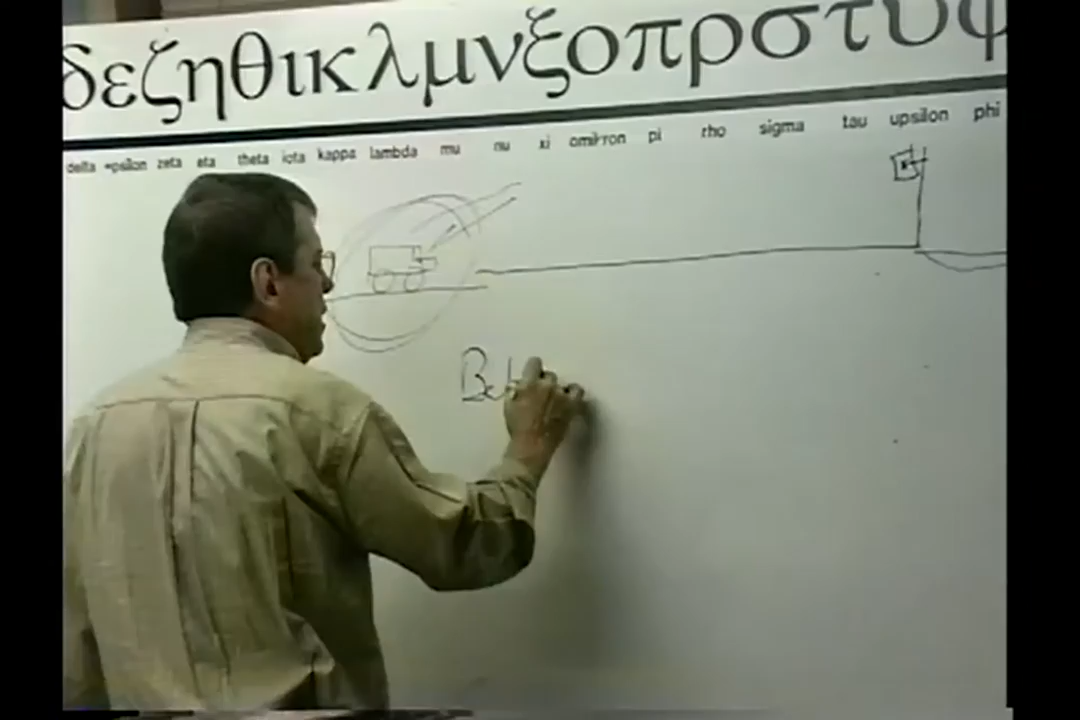 δεζηθικλμνξοπρστυφ
delta epsilon zeta eta theta iota kappa lambda mu nu xi omikron pi rho sigma tau upsilon phi
Bet